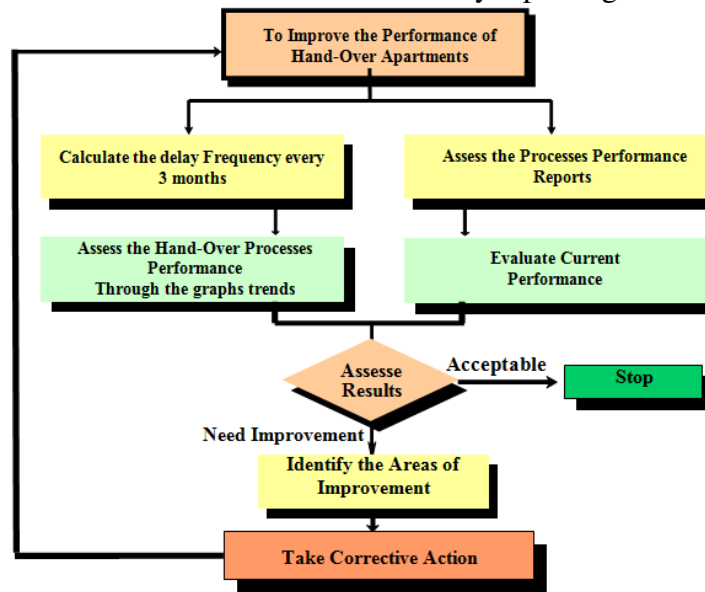 To Improve the Performance of
Hand-Over Apartments
Calculate the delay Frequency every
3 months
Assess the Processes Performance
Reports
Assess the Hand-Over Processes
Performance
Through the graphs trends
Evaluate Current
Performance
Assesse
Results
Acceptable
Stop
Need Improvement
Identify the Areas of
Improvement
Take Corrective Action